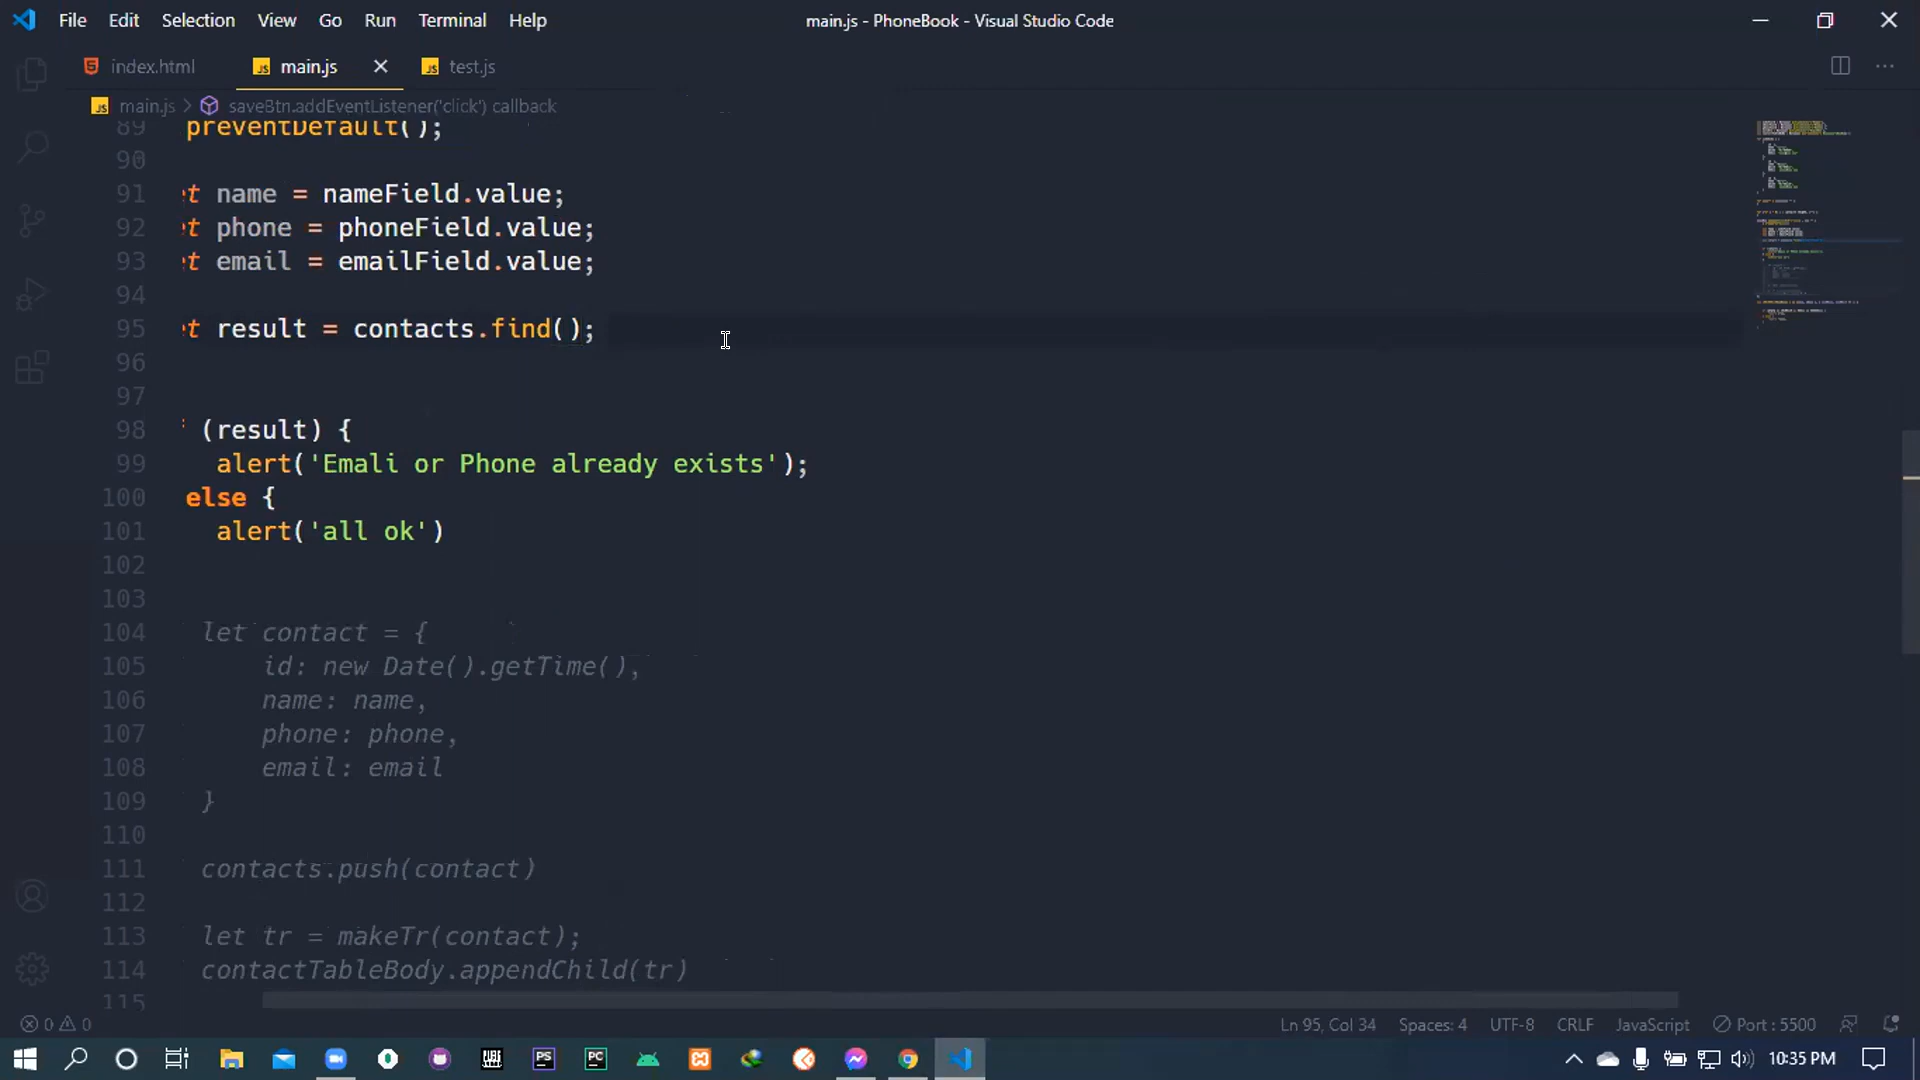 File Edit Selection View Go Run Terminal Help main.js - PhoneBook - Visual Studio Code
index.html main.js test.js
main.js > saveBtn.addEventListener('click') callback
89 preventDefault();
90
91 t name = nameField.value;
92 t phone = phoneField.value;
93 t email = emailField.value;
94
95 t result = contacts.find();
96
97
98 (result) {
99 alert('Emali or Phone already exists');
100 else {
101 alert('all ok')
102
103
104 let contact = {
105 id: new Date().getTime(),
106 name: name,
107 phone: phone,
108 email: email
109 }
110
111 contacts.push(contact)
112
113 let tr = makeTr(contact);
114 contactTableBody.appendChild(tr)
115
0 0 Ln 95, Col 34 Spaces: 4 UTF-8 CRLF JavaScript Port : 5500
PS PC 10:35 PM